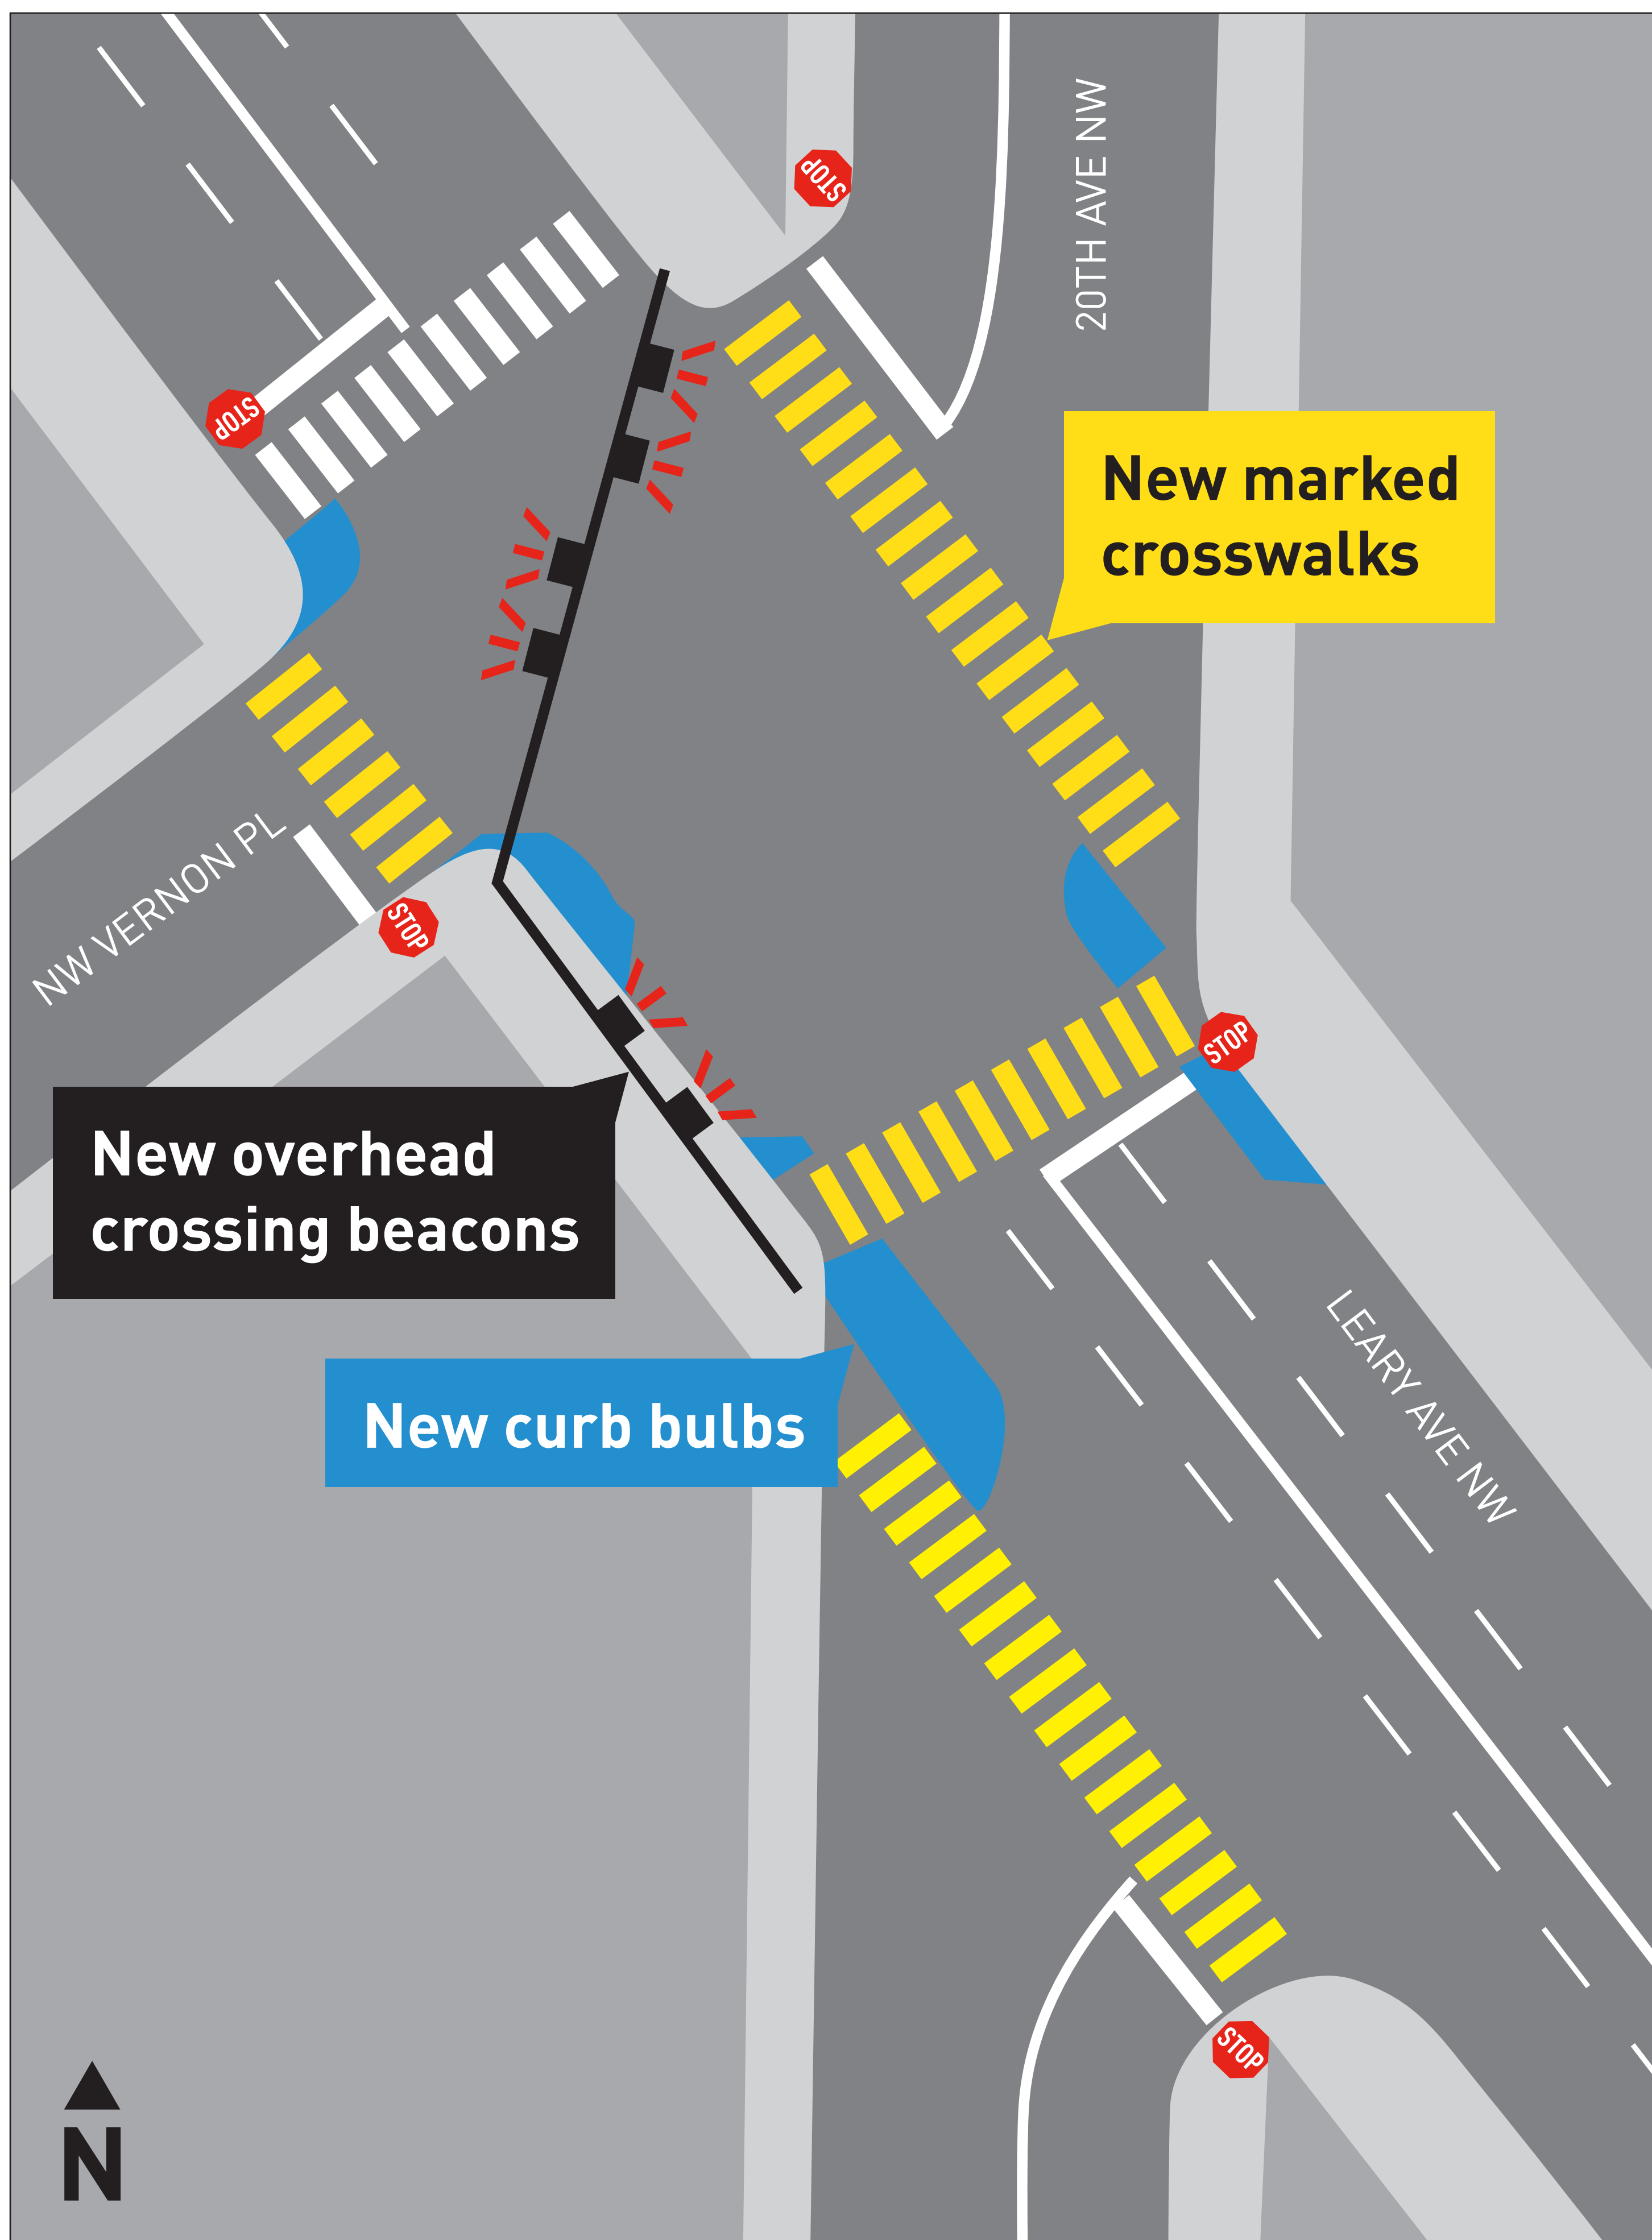 STOP
20TH AVE NW
STOP
New marked
crosswalks
NW VERNON PL
STOP
STOP
New overhead
crossing beacons
LEARY AVE NW
New curb bulbs
STOP
N